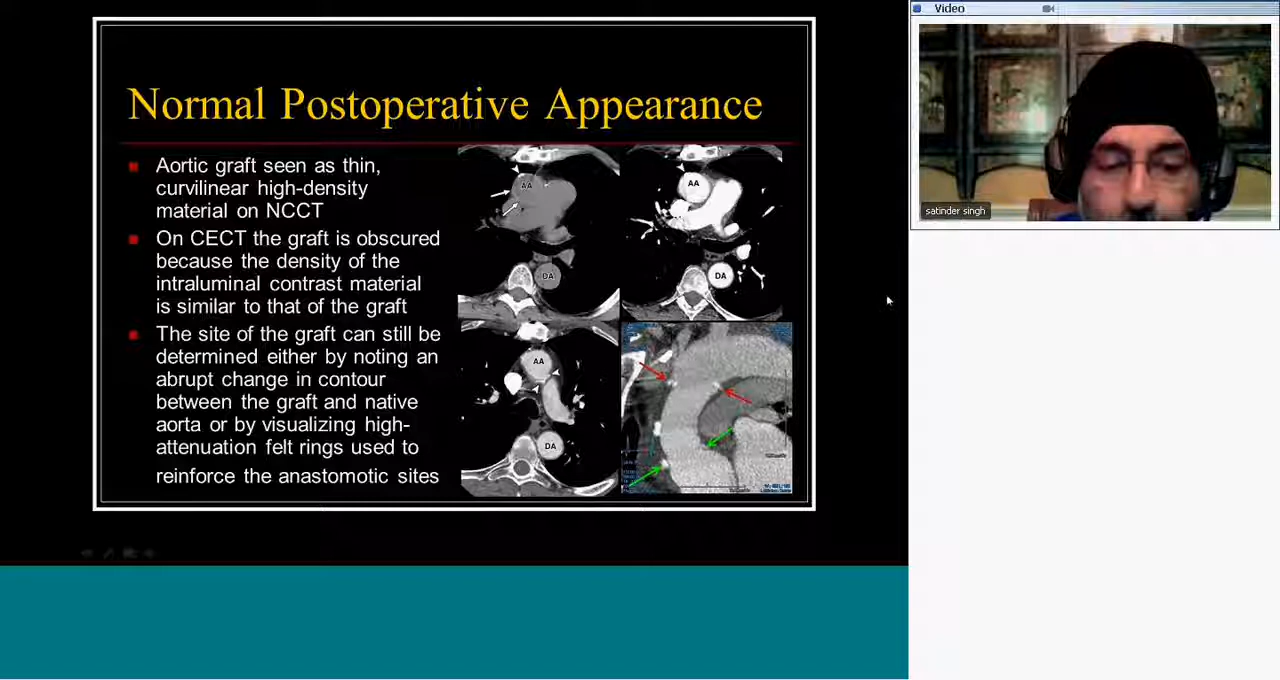 Video
Normal Postoperative Appearance
Aortic graft seen as thin,
curvilinear high-density
material on NCCT
On CECT the graft is obscured
because the density of the
intraluminal contrast material
is similar to that of the graft
The site of the graft can still be
determined either by noting an
abrupt change in contour
between the graft and native
aorta or by visualizing high-
attenuation felt rings used to
reinforce the anastomotic sites
AA
AA
DA
DA
AA
DA
satinder singh